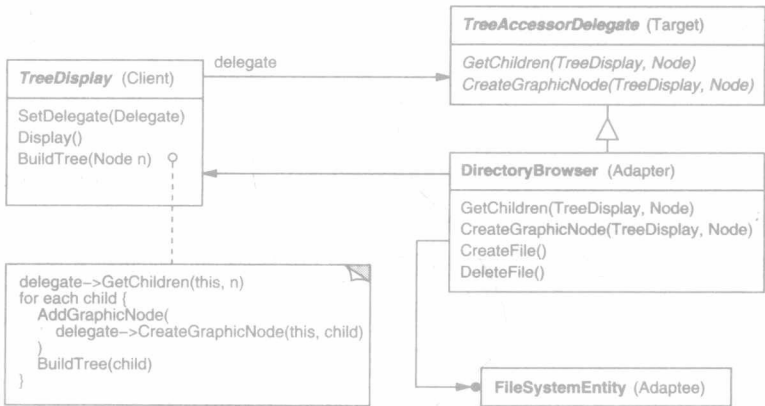 TreeAccessorDelegate (Target)
GetChildren(TreeDisplay, Node)
CreateGraphicNode(TreeDisplay, Node)
delegate
TreeDisplay (Client)
SetDelegate(Delegate)
Display()
BuildTree(Node n)
DirectoryBrowser (Adapter)
GetChildren(TreeDisplay, Node)
CreateGraphicNode(TreeDisplay, Node)
CreateFile()
DeleteFile()
delegate->GetChildren(this, n)
for each child {
AddGraphicNode(
delegate->CreateGraphicNode(this, child)
)
BuildTree(child)
}
FileSystemEntity (Adaptee)